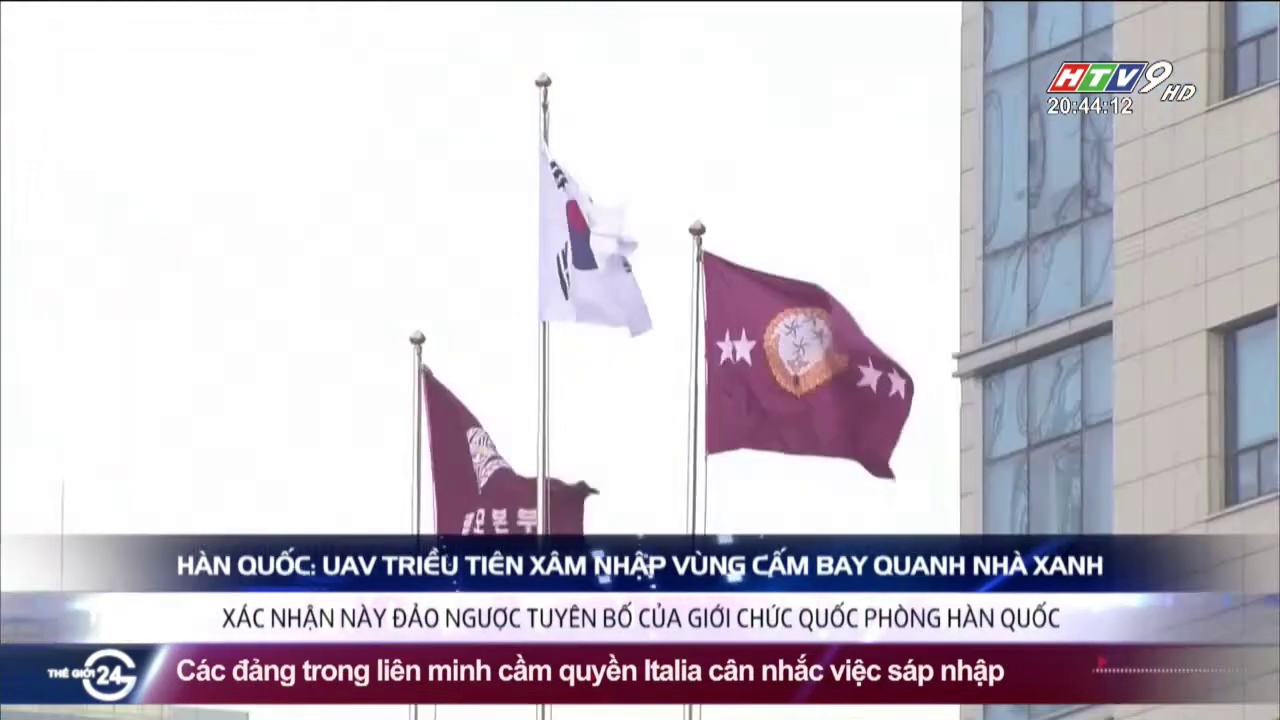 HTV9 HD
20:44:12
HÀN QUỐC: UAV TRIỀU TIÊN XÂM NHẬP VÙNG CẤM BAY QUANH NHÀ XANH
XÁC NHẬN NÀY ĐẢO NGƯỢC TUYÊN BỐ CỦA GIỚI CHỨC QUỐC PHÒNG HÀN QUỐC
THẾ GIỚI 24G
Các đảng trong liên minh cầm quyền Italia cân nhắc việc sáp nhập